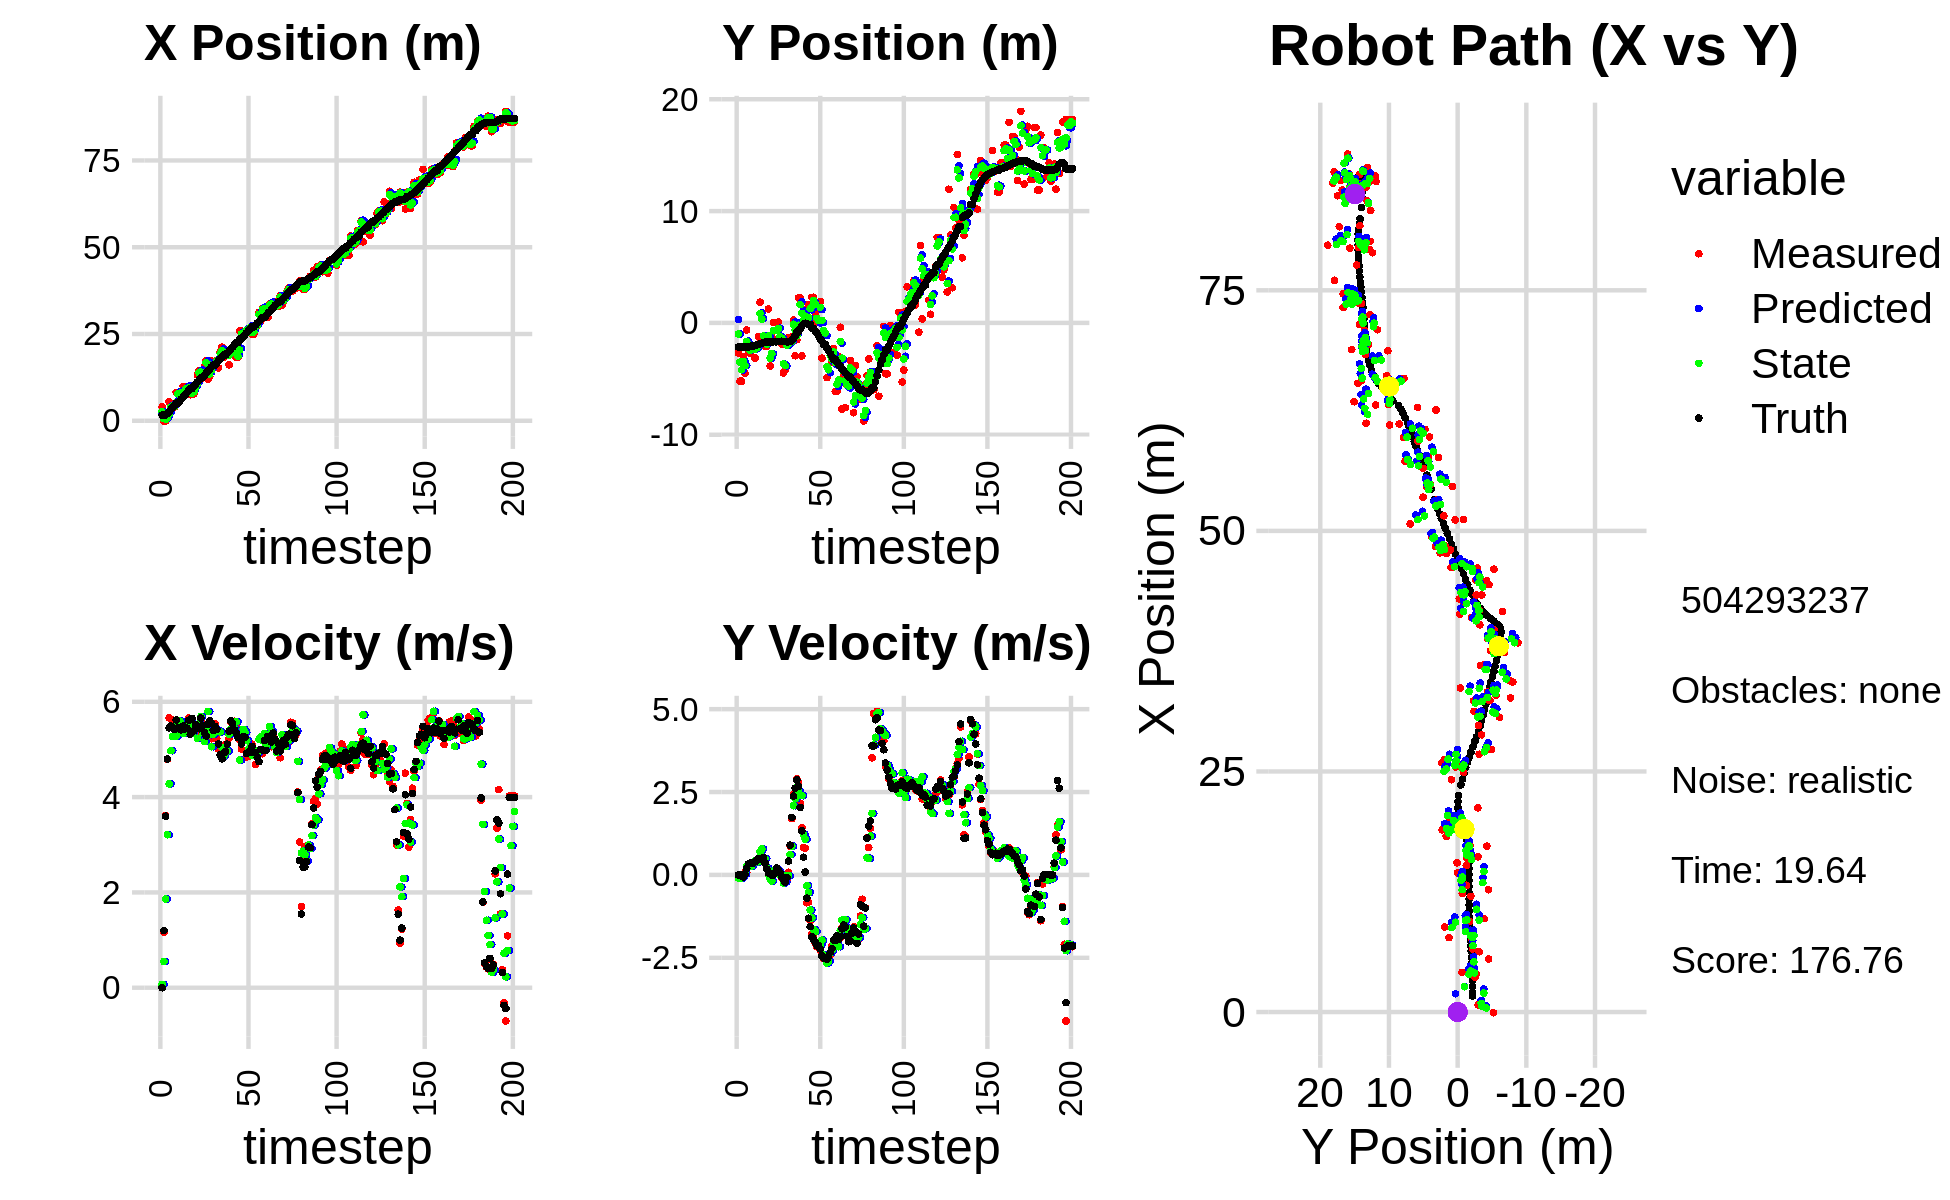 X Position (m)
75
50
25
0
0
50
100
150
200
timestep
Y Position (m)
20
10
0
-10
0
50
100
150
200
timestep
X Velocity (m/s)
6
4
2
0
0
50
100
150
200
timestep
Y Velocity (m/s)
5.0
2.5
0.0
-2.5
0
50
100
150
200
timestep
Robot Path (X vs Y)
X Position (m)
75
50
25
0
20 10 0 -10 -20
Y Position (m)
variable
Measured
Predicted
State
Truth
504293237
Obstacles: none
Noise: realistic
Time: 19.64
Score: 176.76